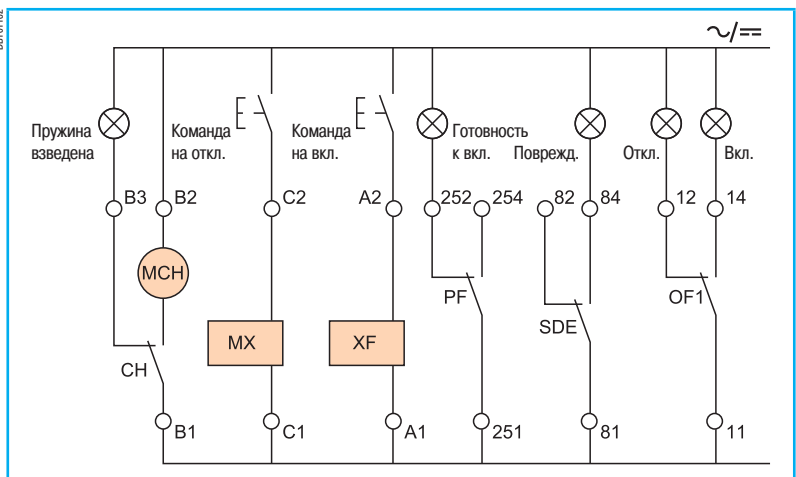 ~/==
Пружина
взведена
Команда
на откл.
Команда
на вкл.
Готовность
к вкл.
Поврежд.
Откл.
Вкл.
B3
B2
C2
A2
252
254
82
84
12
14
MCH
MX
XF
PF
SDE
OF1
CH
B1
C1
A1
251
81
11